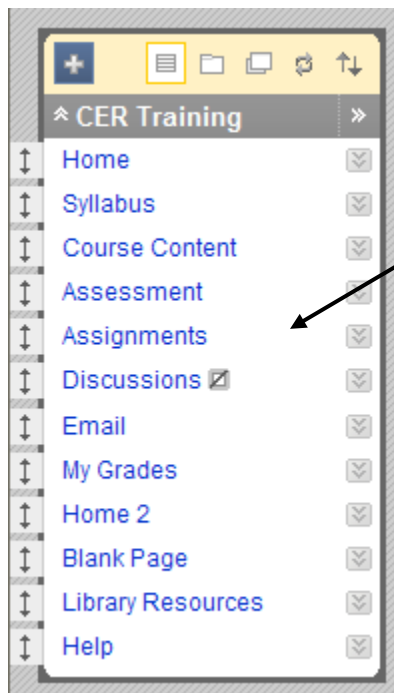 CER Training
Home
Syllabus
Course Content
Assessment
Assignments
Discussions
Email
My Grades
Home 2
Blank Page
Library Resources
Help